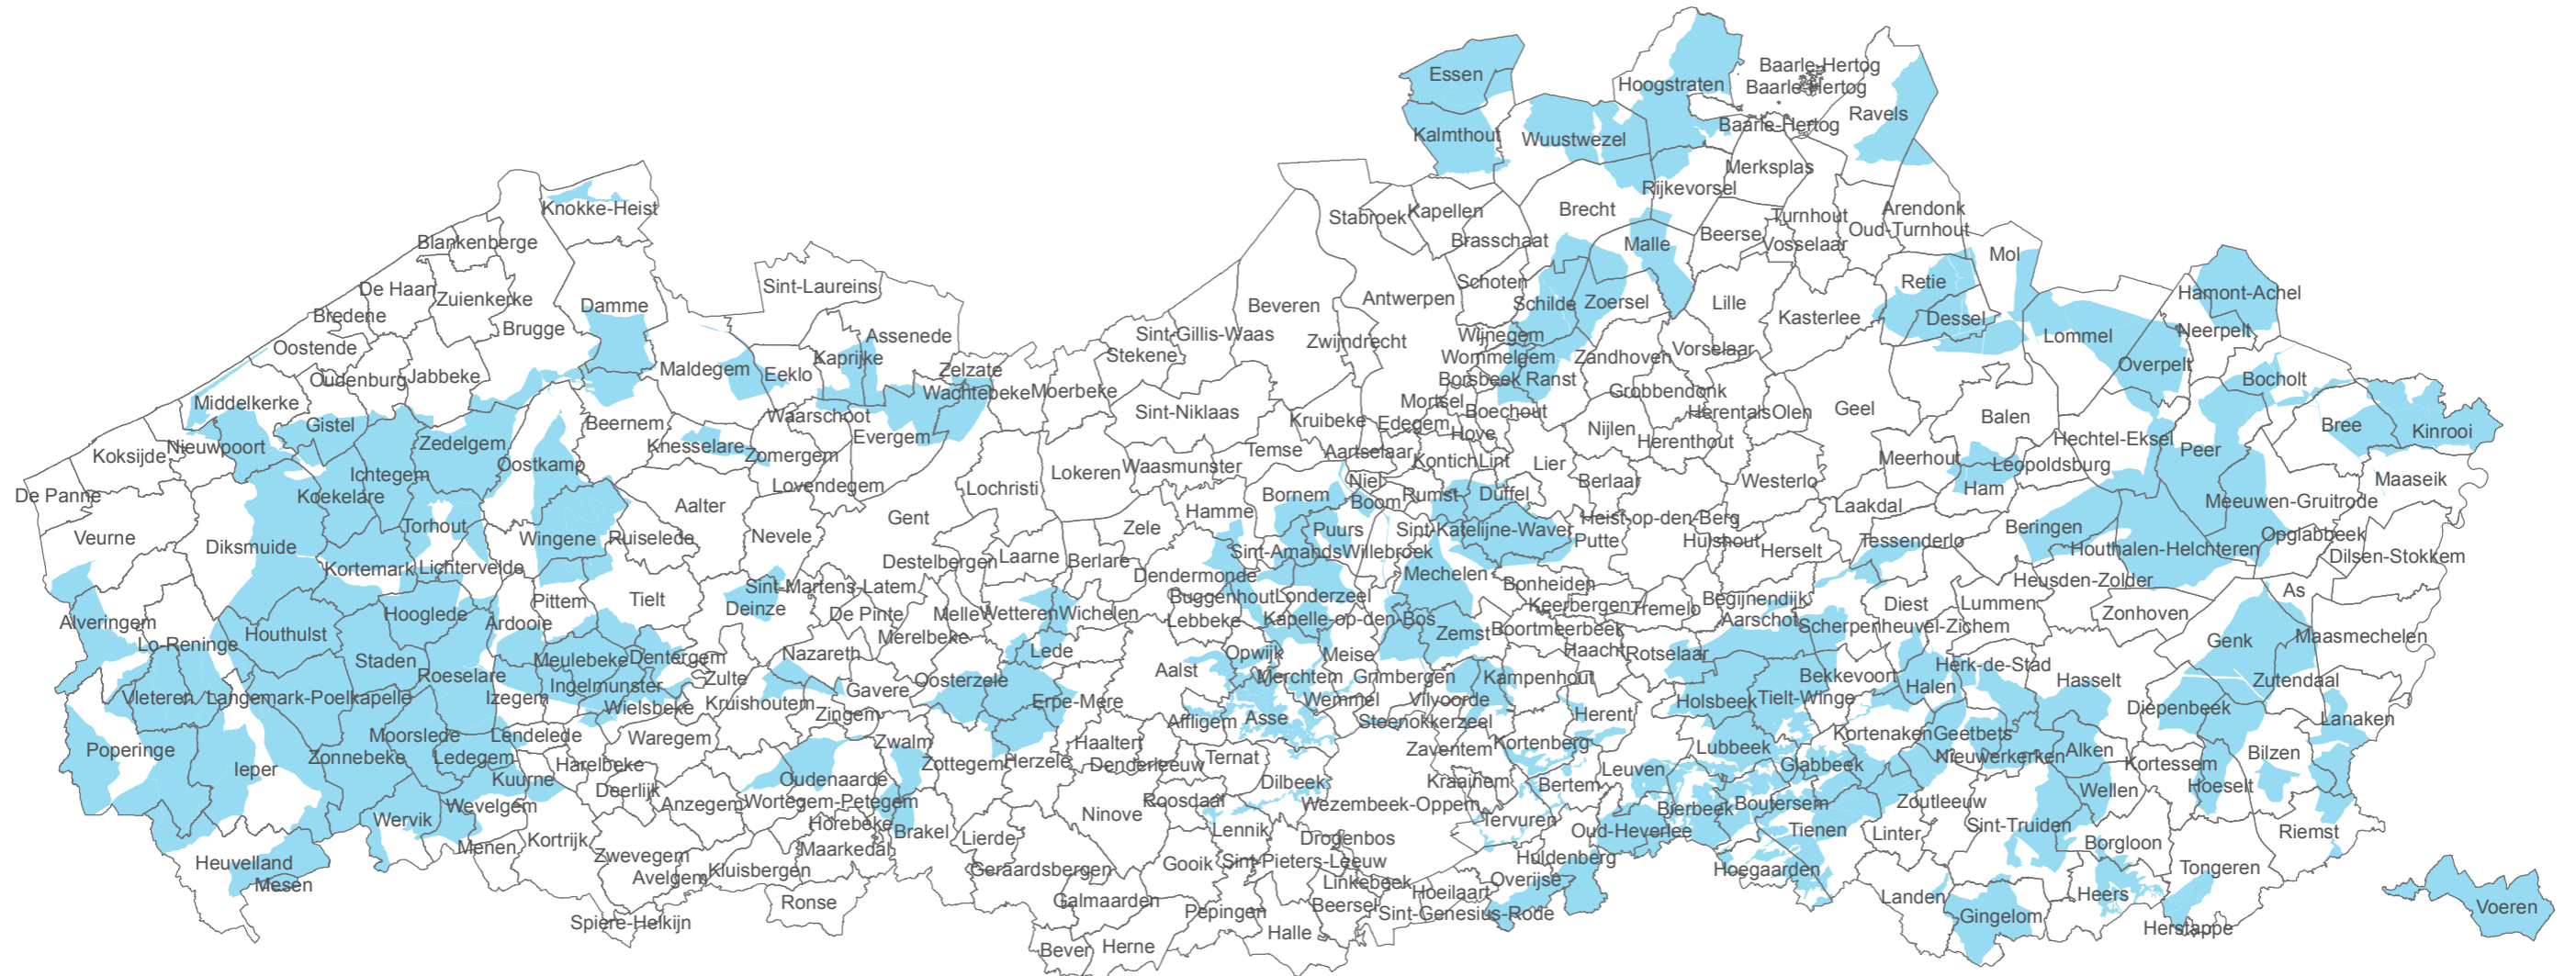 Essen
Hoogstraten
Baarle-Hertog
Baarle-Hertog
Ravels
Kalmthout
Wuustwezel
Baarle-Hertog
Merksplas
Rijkevorsel
Knokke-Heist
Stabroek
Kapellen
Brecht
Turnhout
Arendonk
Oud-Turnhout
Blankenberge
Brasschaat
Malle
Beerse
Vosselaar
Mol
De Haan
Zuienkerke
Damme
Sint-Laureins
Schoten
Retie
Hamont-Achel
Bredene
Brugge
Beveren
Antwerpen
Schilde
Zoersel
Lille
Kasterlee
Dessel
Lommel
Neerpelt
Oostende
Assenede
Sint-Gillis-Waas
Zwijndrecht
Wijnegem
Kaprijke
Stekene
Wommelgem
Zandhoven
Vorselaar
Overpelt
Oudenburg
Jabbeke
Maldegem
Eeklo
Zelzate
Borsbeek
Ranst
Bocholt
Wachtebeke
Moerbeke
Grobbendonk
Middelkerke
Mortsel
Boechout
Herentals
Olen
Geel
Gistel
Beernem
Waarschoot
Sint-Niklaas
Kruibeke
Edegem
Balen
Bree
Kinrooi
Nieuwpoort
Zedelgem
Knesselare
Evergem
Hove
Nijlen
Herenthout
Hechtel-Eksel
Peer
Koksijde
Oostkamp
Zomergem
Temse
Aartselaar
Kontich
Lint
Lier
Meerhout
Leopoldsburg
Ichtegem
Lokeren
Waasmunster
De Panne
Koekelare
Lovendegem
Lochristi
Bornem
Niel
Boom
Rumst
Duffel
Berlaar
Westerlo
Ham
Maaseik
Aalter
Hamme
Laakdal
Meeuwen-Gruitrode
Veurne
Diksmuide
Torhout
Wingene
Ruiselede
Nevele
Gent
Zele
Puurs
Sint-Katelijne-Waver
Heist-op-den-Berg
Putte
Hulshout
Herselt
Tessenderlo
Beringen
Opglabbeek
Kortemark
Lichtervelde
Destelbergen
Laarne
Berlare
Sint-Amands
Willebroek
Houthalen-Helchteren
Dilsen-Stokkem
Dendermonde
Mechelen
Bonheiden
Heusden-Zolder
As
Sint-Martens-Latem
Deinze
Buggenhout
Londerzeel
Keerbergen
Tremelo
Begijnendijk
Diest
Lummen
Zonhoven
Alveringem
Hooglede
Pittem
Tielt
De Pinte
Melle
Wetteren
Wichelen
Lebbeke
Kapelle-op-den-Bos
Aarschot
Scherpenheuvel-Zichem
Ardooie
Houthulst
Merelbeke
Zemst
Boortmeerbeek
Genk
Maasmechelen
Lo-Reninge
Staden
Meulebeke
Dentergem
Nazareth
Lede
Opwijk
Meise
Haacht
Rotselaar
Herk-de-Stad
Roeselare
Zulte
Oosterzele
Aalst
Merchtem
Grimbergen
Kampenhout
Bekkevoort
Halen
Hasselt
Zutendaal
Vleteren
Langemark-Poelkapelle
Izegem
Ingelmunster
Wielsbeke
Kruishoutem
Gavere
Erpe-Mere
Wemmel
Vilvoorde
Holsbeek
Tielt-Winge
Diepenbeek
Zingem
Affligem
Asse
Steenokkerzeel
Herent
Lanaken
Poperinge
Moorslede
Lendelede
Waregem
Zwalm
Haaltert
Zaventem
Kortenberg
Lubbeek
Kortenaken
Geetbets
Ieper
Zonnebeke
Ledegem
Harelbeke
Zottegem
Herzele
Denderleeuw
Ternat
Nieuwerkerken
Alken
Kortessem
Bilzen
Kuurne
Oudenaarde
Dilbeek
Kraainem
Bertem
Leuven
Glabbeek
Hoeselt
Deerlijk
Wevelgem
Anzegem
Wortegem-Petegem
Roosdaal
Wezembeek-Oppem
Bierbeek
Boutersem
Zoutleeuw
Wellen
Wervik
Horebeke
Brakel
Ninove
Tervuren
Oud-Heverlee
Tienen
Linter
Sint-Truiden
Riemst
Menen
Kortrijk
Maarkedal
Lierde
Lennik
Drogenbos
Borgloon
Heuvelland
Zwevegem
Kluisbergen
Geraardsbergen
Gooik
Sint-Pieters-Leeuw
Huldenberg
Hoegaarden
Tongeren
Mesen
Avelgem
Linkebeek
Overijse
Hoeilaart
Landen
Heers
Ronse
Galmaarden
Pepingen
Beersel
Sint-Genesius-Rode
Gingelom
Voeren
Spiere-Helkijn
Halle
Herstappe
Bever
Herne